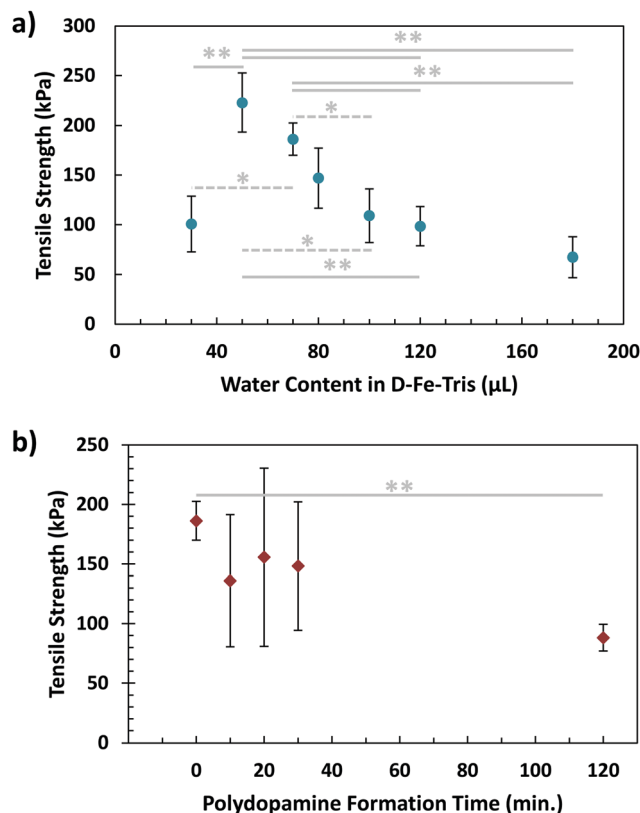 a)
300
250
200
150
100
50
0
Tensile Strength (kPa)
**
**
**
*
*
*
**
0 40 80 120 160 200
Water Content in D-Fe-Tris (µL)
b)
250
200
150
100
50
0
Tensile Strength (kPa)
**
0 20 40 60 80 100 120
Polydopamine Formation Time (min.)